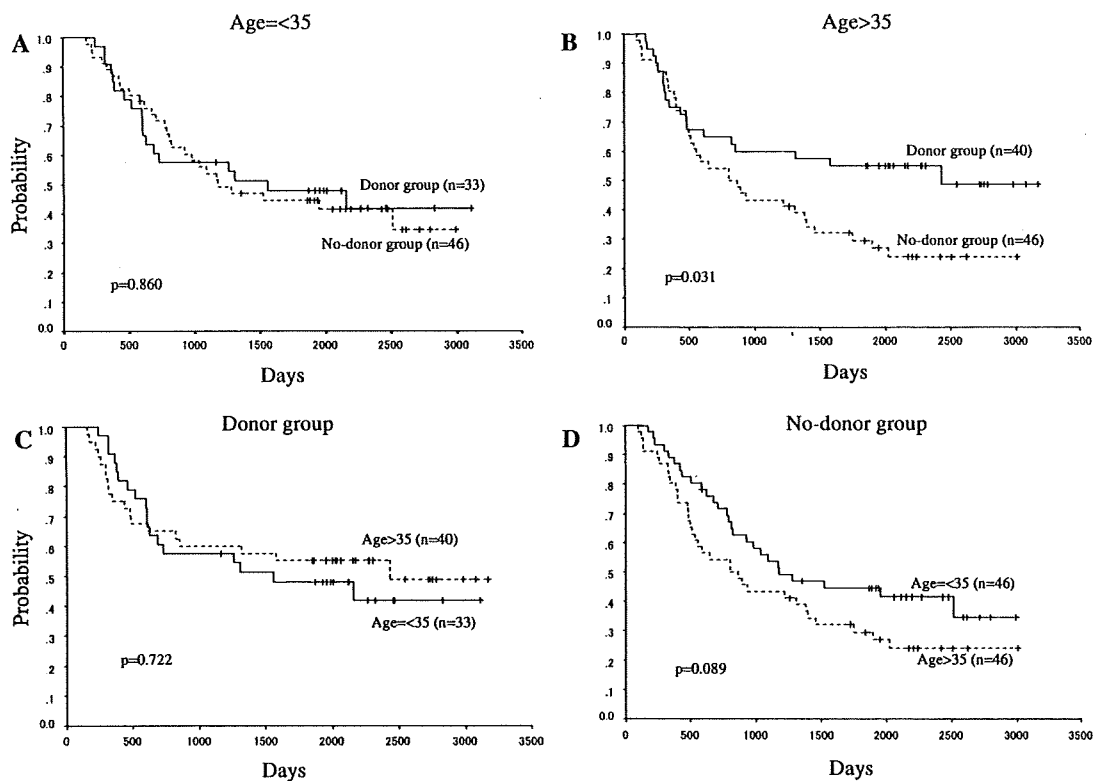 A
Age=<35
1.0
.9
.8
.7
.6
.5
.4
.3
.2
.1
0.0
Probability
Donor group (n=33)
No-donor group (n=46)
p=0.860
0 500 1000 1500 2000 2500 3000 3500
Days
B
Age>35
1.0
.9
.8
.7
.6
.5
.4
.3
.2
.1
0.0
Donor group (n=40)
No-donor group (n=46)
p=0.031
0 500 1000 1500 2000 2500 3000 3500
Days
C
Donor group
1.0
.9
.8
.7
.6
.5
.4
.3
.2
.1
0.0
Probability
Age>35 (n=40)
Age=<35 (n=33)
p=0.722
0 500 1000 1500 2000 2500 3000 3500
Days
D
No-donor group
1.0
.9
.8
.7
.6
.5
.4
.3
.2
.1
0.0
Age=<35 (n=46)
Age>35 (n=46)
p=0.089
0 500 1000 1500 2000 2500 3000 3500
Days